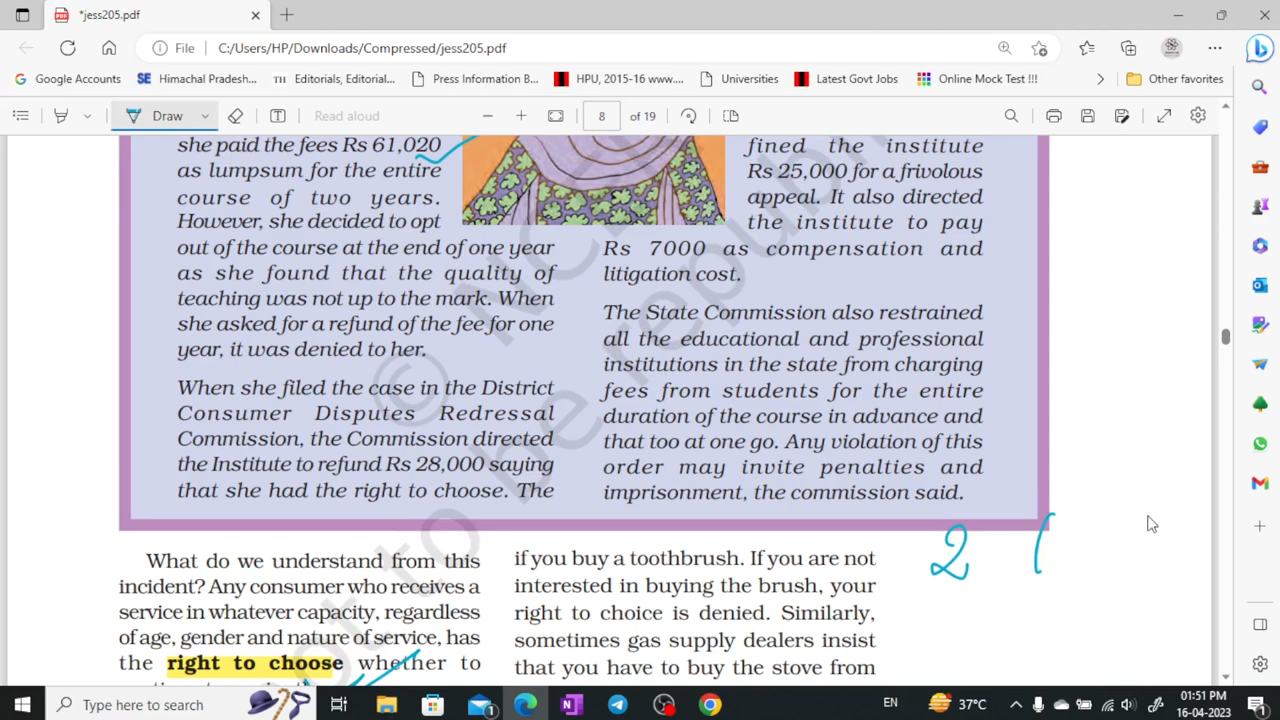 *jess205.pdf
File C:/Users/HP/Downloads/Compressed/jess205.pdf
Google Accounts SE Himachal Pradesh... TH Editorials, Editorial... Press Information B... HPU, 2015-16 www.... Universities Latest Govt Jobs Online Mock Test !!! Other favorites
Draw Read aloud 8 of 19
she paid the fees Rs 61,020
as lumpsum for the entire
course of two years.
However, she decided to opt
out of the course at the end of one year
as she found that the quality of
teaching was not up to the mark. When
she asked for a refund of the fee for one
year, it was denied to her.
When she filed the case in the District
Consumer Disputes Redressal
Commission, the Commission directed
the Institute to refund Rs 28,000 saying
that she had the right to choose. The
fined the institute
Rs 25,000 for a frivolous
appeal. It also directed
the institute to pay
Rs 7000 as compensation and
litigation cost.
The State Commission also restrained
all the educational and professional
institutions in the state from charging
fees from students for the entire
duration of the course in advance and
that too at one go. Any violation of this
order may invite penalties and
imprisonment, the commission said.
2 (
What do we understand from this
incident? Any consumer who receives a
service in whatever capacity, regardless
of age, gender and nature of service, has
the right to choose whether to
if you buy a toothbrush. If you are not
interested in buying the brush, your
right to choice is denied. Similarly,
sometimes gas supply dealers insist
that you have to buy the stove from
© NC
not to be republi
Type here to search
1
37°C
EN
01:51 PM
16-04-2023
1